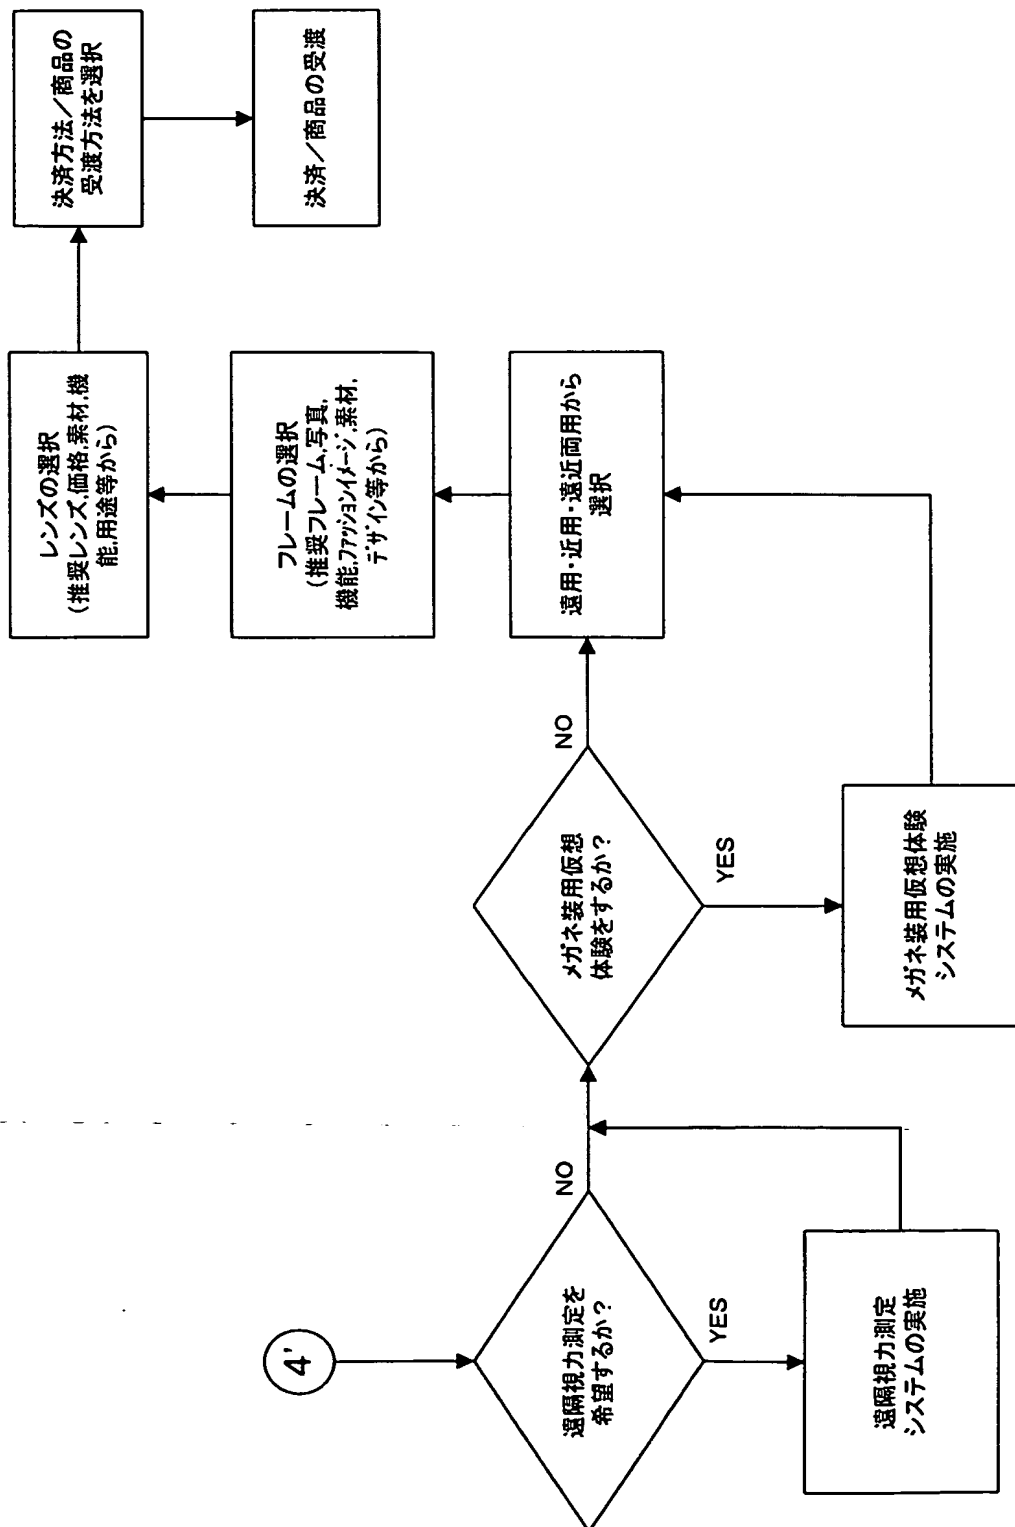 4'
遠隔視力測定を
希望するか?
NO
YES
遠隔視力測定
システムの実施
メガネ装用仮想
体験をするか?
NO
YES
メガネ装用仮想体験
システムの実施
遠用・近用・遠近両用から
選択
フレームの選択
(推奨フレーム,写真,
機能,ファッションイメージ,素材,
デザイン等から)
レンズの選択
(推奨レンズ,価格,素材,機
能,用途等から)
決済方法/商品の
受渡方法を選択
決済/商品の受渡